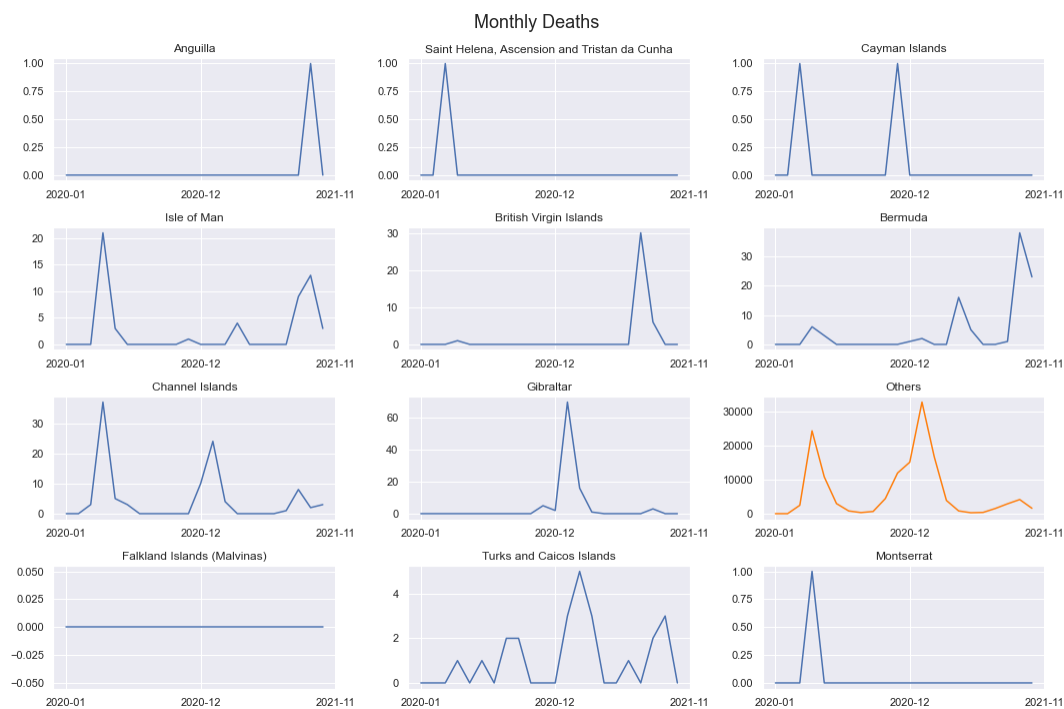 Monthly Deaths
Anguilla
1.00
0.75
0.50
0.25
0.00
2020-01 2020-12 2021-11
Saint Helena, Ascension and Tristan da Cunha
1.00
0.75
0.50
0.25
0.00
2020-01 2020-12
Cayman Islands
1.00
0.75
0.50
0.25
0.00
2020-01 2020-12 2021-11
Isle of Man
20
15
10
5
0
2020-01 2020-12 2021-11
British Virgin Islands
30
20
10
0
2020-01 2020-12 2021-11
Bermuda
30
20
10
0
2020-01 2020-12 2021-11
Channel Islands
30
20
10
0
2020-01 2020-12 2021-11
Gibraltar
60
40
20
0
2020-01 2020-12 2021-11
Others
30000
20000
10000
0
2020-01 2020-12 2021-11
Falkland Islands (Malvinas)
0.050
0.025
0.000
−0.025
−0.050
2020-01 2020-12 2021-11
Turks and Caicos Islands
4
2
0
2020-01 2020-12 2021-11
Montserrat
1.00
0.75
0.50
0.25
0.00
2020-01 2020-12 2021-11